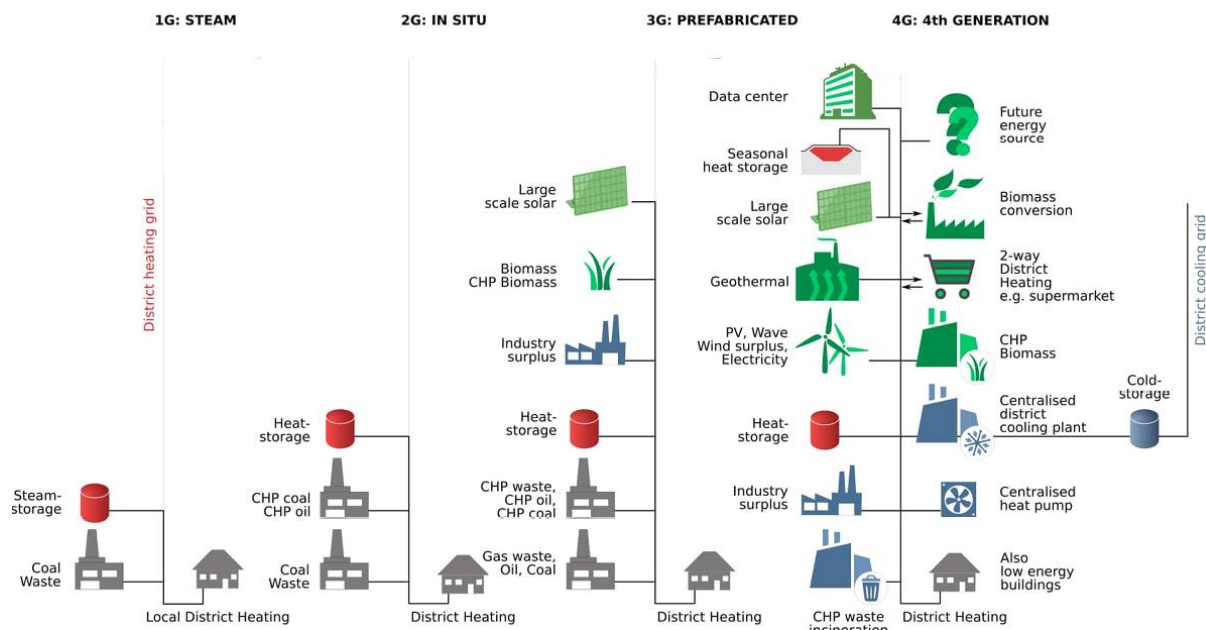 1G: STEAM
2G: IN SITU
3G: PREFABRICATED
4G: 4th GENERATION
District heating grid
Steam-
storage
Coal
Waste
Local District Heating
Heat-
storage
CHP coal
CHP oil
Coal
Waste
District Heating
Large
scale solar
Biomass
CHP Biomass
Industry
surplus
Heat-
storage
CHP waste,
CHP oil,
CHP coal
Gas waste,
Oil, Coal
District Heating
Data center
Seasonal
heat storage
Large
scale solar
Geothermal
PV, Wave
Wind surplus,
Electricity
Heat-
storage
Industry
surplus
CHP waste
incineration
Future
energy
source
Biomass
conversion
2-way
District
Heating
e.g. supermarket
CHP
Biomass
Centralised
district
cooling plant
Centralised
heat pump
Also
low energy
buildings
District Heating
Cold-
storage
District cooling grid